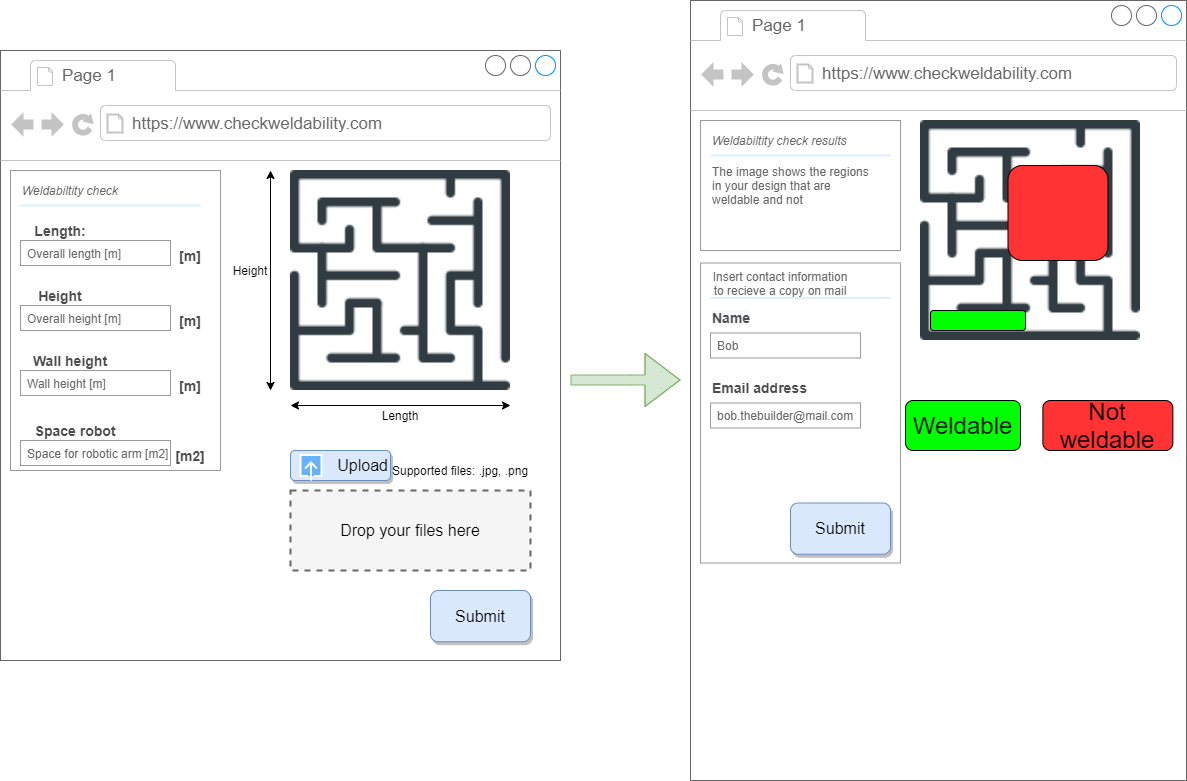 Page 1
https://www.checkweldability.com
Weldabiltity check
Length:
Overall length [m]
[m]
Height
Overall height [m]
[m]
Wall height
Wall height [m]
[m]
Space robot
Space for robotic arm [m2]
[m2]
Height
Length
Upload
Supported files: .jpg, .png
Drop your files here
Submit
Page 1
https://www.checkweldability.com
Weldabiltity check results
The image shows the regions
in your design that are
weldable and not
Insert contact information
to recieve a copy on mail
Name
Bob
Email address
bob.thebuilder@mail.com
Submit
Weldable
Not
weldable